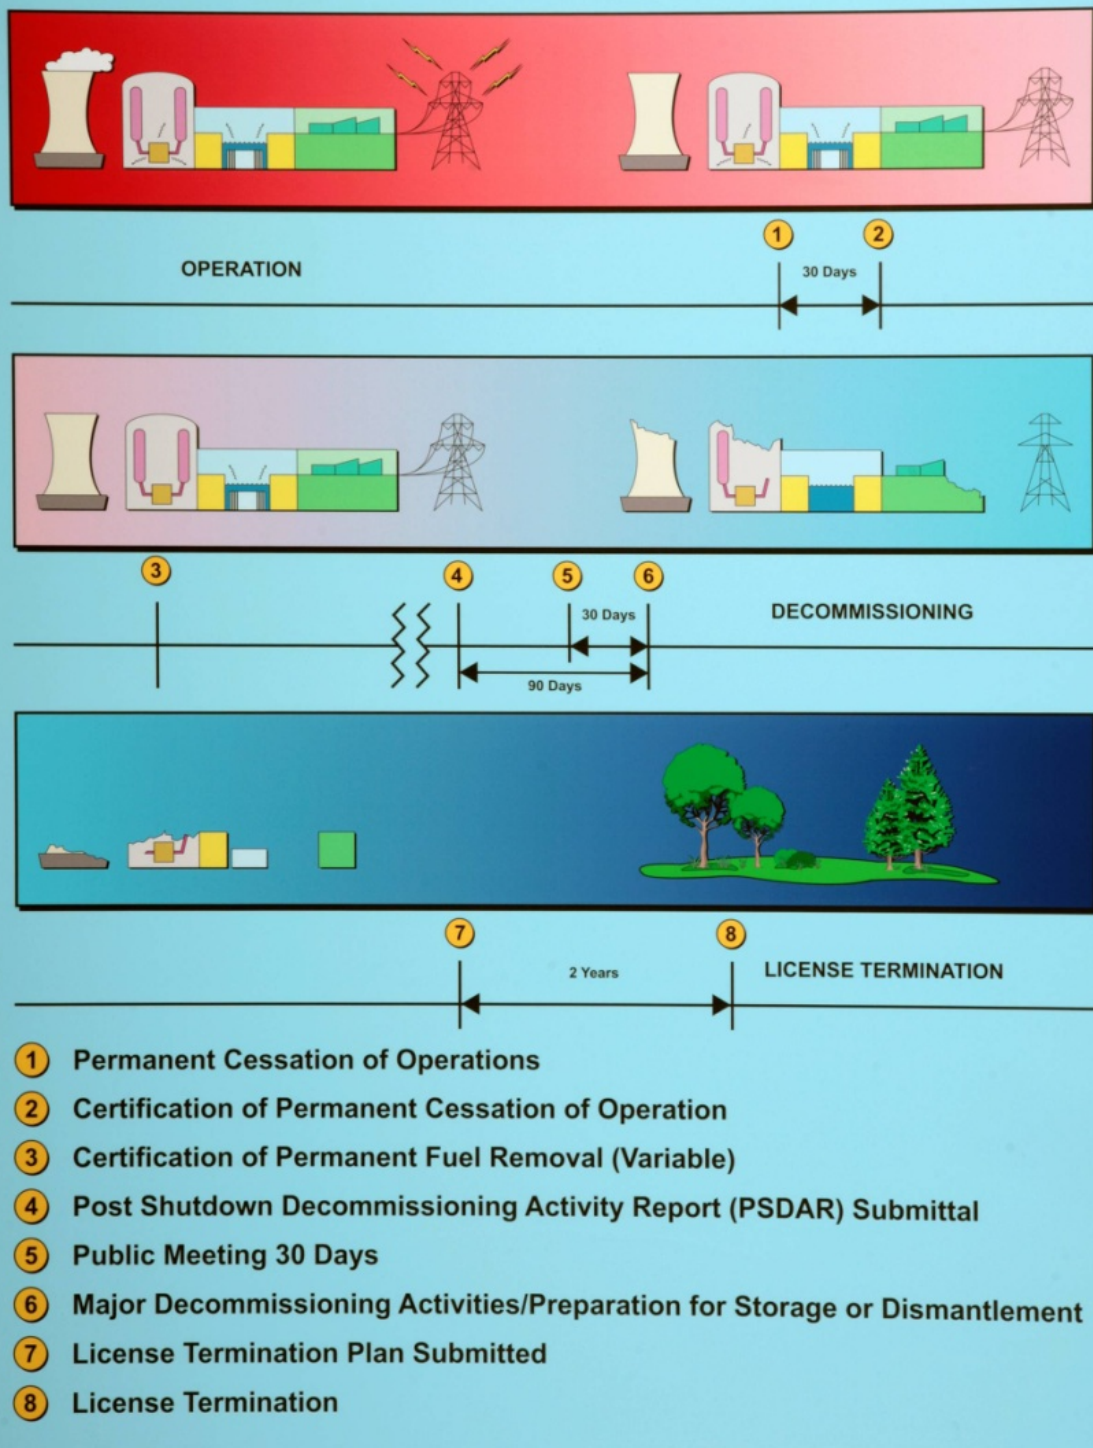 1 2
OPERATION
30 Days
3 4 5 6
30 Days
DECOMMISSIONING
90 Days
7 8
2 Years
LICENSE TERMINATION
1 Permanent Cessation of Operations
2 Certification of Permanent Cessation of Operation
3 Certification of Permanent Fuel Removal (Variable)
4 Post Shutdown Decommissioning Activity Report (PSDAR) Submittal
5 Public Meeting 30 Days
6 Major Decommissioning Activities/Preparation for Storage or Dismantlement
7 License Termination Plan Submitted
8 License Termination